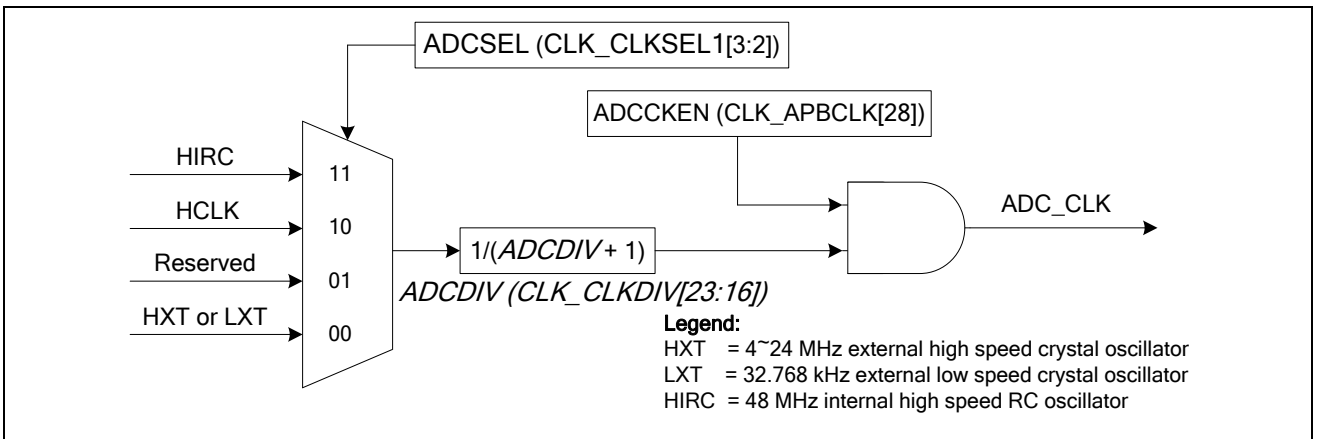 ADCSEL (CLK_CLKSEL1[3:2])
ADCCKEN (CLK_APBCLK[28])
HIRC
11
HCLK
10
Reserved
01
HXT or LXT
00
1/(ADCDIV + 1)
ADCDIV (CLK_CLKDIV[23:16])
ADC_CLK
Legend:
HXT = 4~24 MHz external high speed crystal oscillator
LXT = 32.768 kHz external low speed crystal oscillator
HIRC = 48 MHz internal high speed RC oscillator